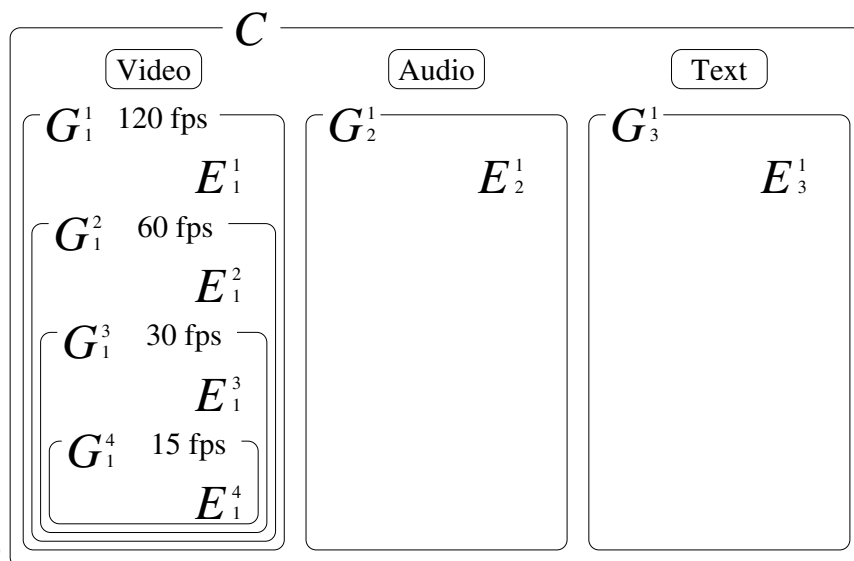 C
Video Audio Text
G₁¹ 120 fps G₂¹ G₃¹
E₁¹ E₂¹ E₃¹
G₁² 60 fps
E₁²
G₁³ 30 fps
E₁³
G₁⁴ 15 fps
E₁⁴